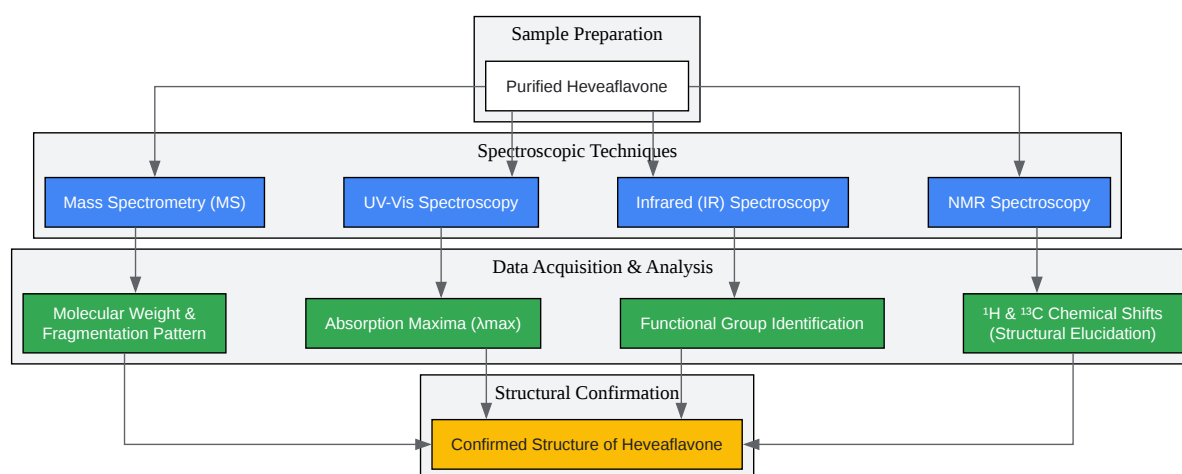 Sample Preparation
Purified Heveaflavone
Spectroscopic Techniques
Mass Spectrometry (MS)
UV-Vis Spectroscopy
Infrared (IR) Spectroscopy
NMR Spectroscopy
Data Acquisition & Analysis
Molecular Weight &
Fragmentation Pattern
Absorption Maxima (λmax)
Functional Group Identification
¹H & ¹³C Chemical Shifts
(Structural Elucidation)
Structural Confirmation
Confirmed Structure of Heveaflavone